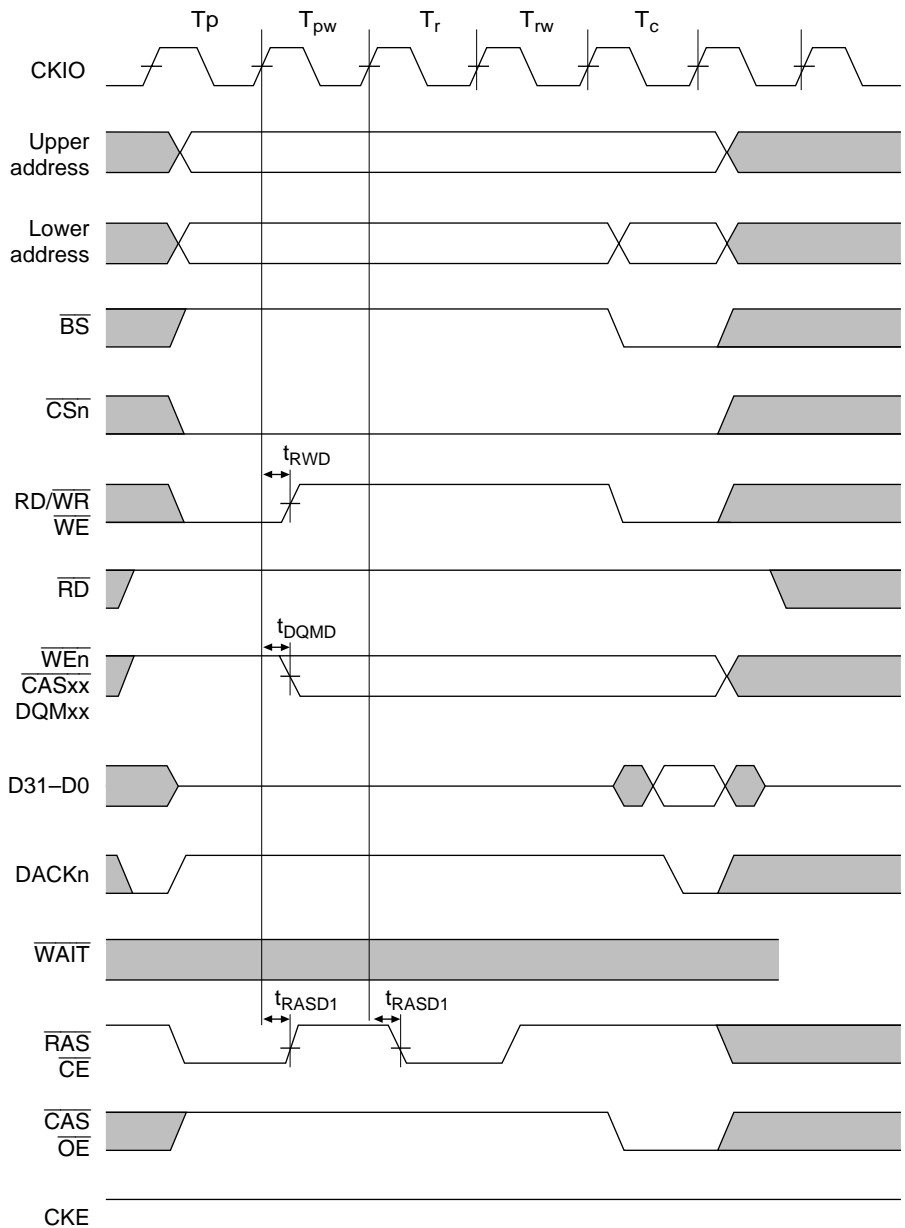 Tp Tpw Tr Trw Tc
CKIO
Upper
address
Lower
address
BS
CSn
tRWD
RD/WR
WE
RD
tDQMD
WEn
CASxx
DQMxx
D31–D0
DACKn
WAIT
tRASD1 tRASD1
RAS
CE
CAS
OE
CKE